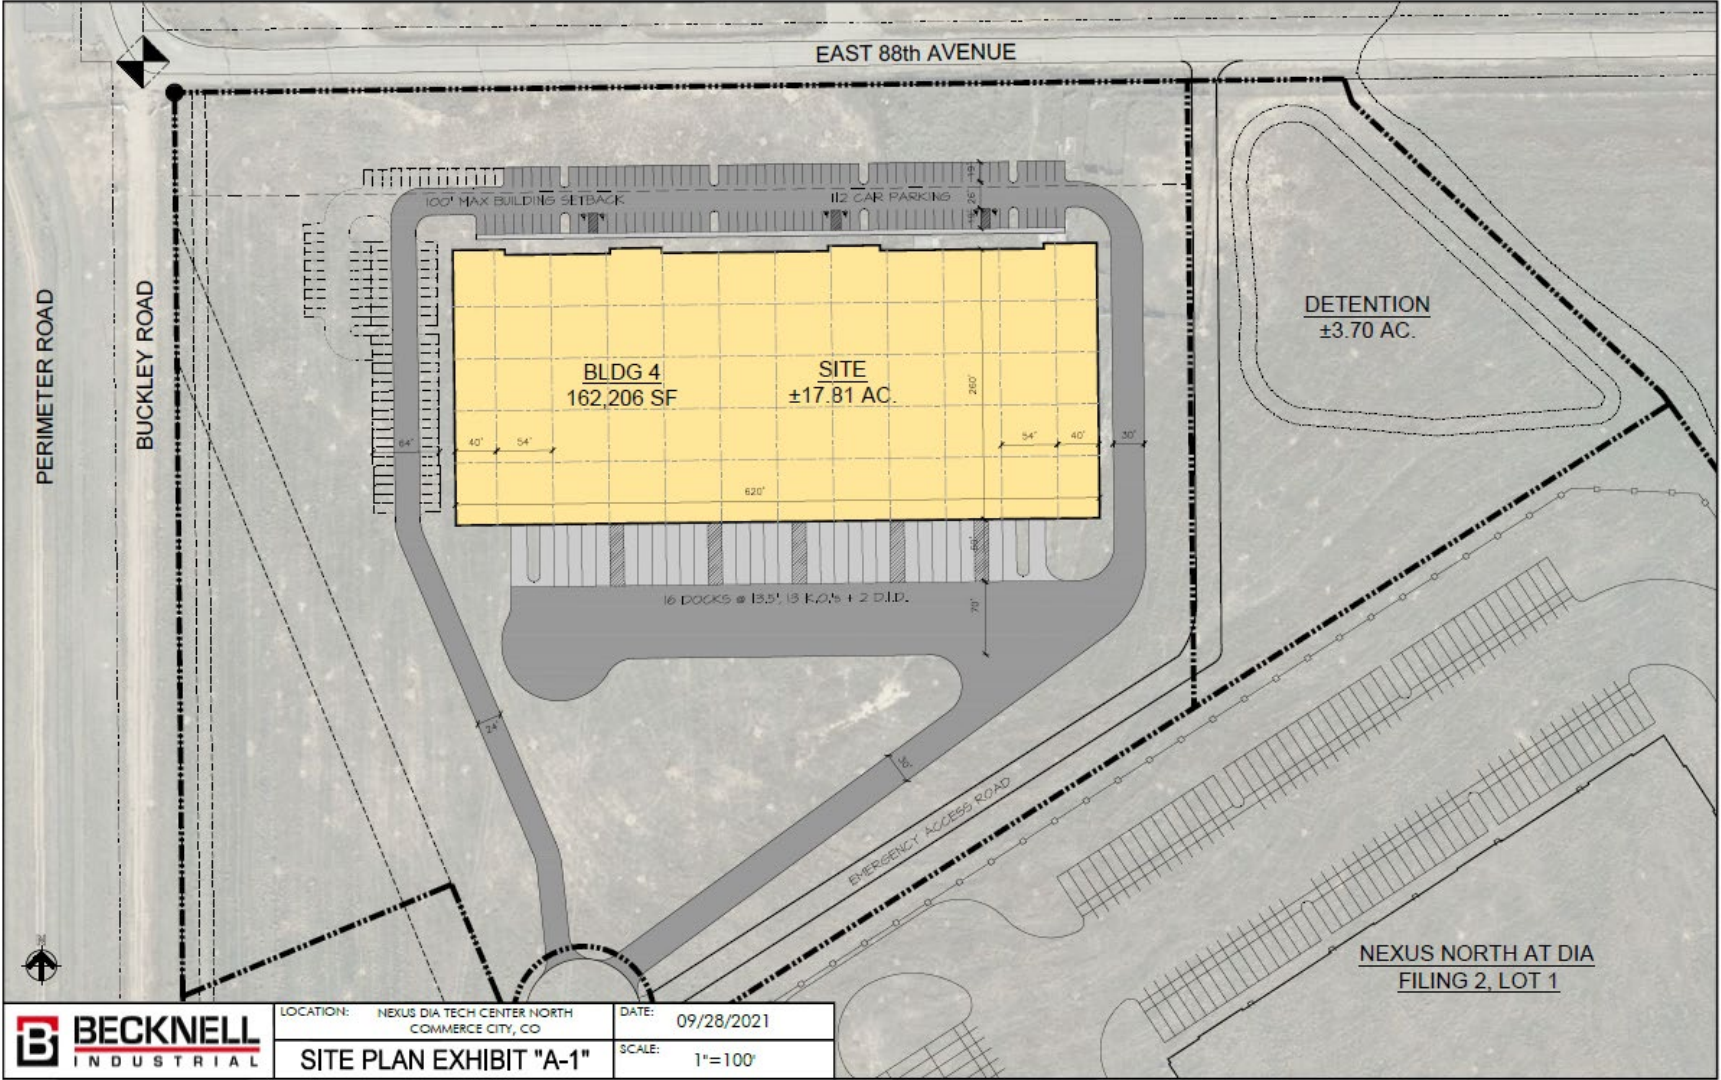 EAST 88th AVENUE
100' MAX BUILDING SETBACK
112 CAR PARKING
19'
26'
19'
PERIMETER ROAD
BUCKLEY ROAD
DETENTION
±3.70 AC.
BLDG 4
162,206 SF
SITE
±17.81 AC.
260'
64'
40'
54'
54'
40'
30'
620'
60'
16 DOCKS @ 13.5', 13 K.O.'s + 2 D.I.D.
70'
24'
EMERGENCY ACCESS ROAD
N
NEXUS NORTH AT DIA
FILING 2, LOT 1
BECKNELL
INDUSTRIAL
LOCATION: NEXUS DIA TECH CENTER NORTH
COMMERCE CITY, CO
DATE: 09/28/2021
SITE PLAN EXHIBIT "A-1"
SCALE: 1"=100'